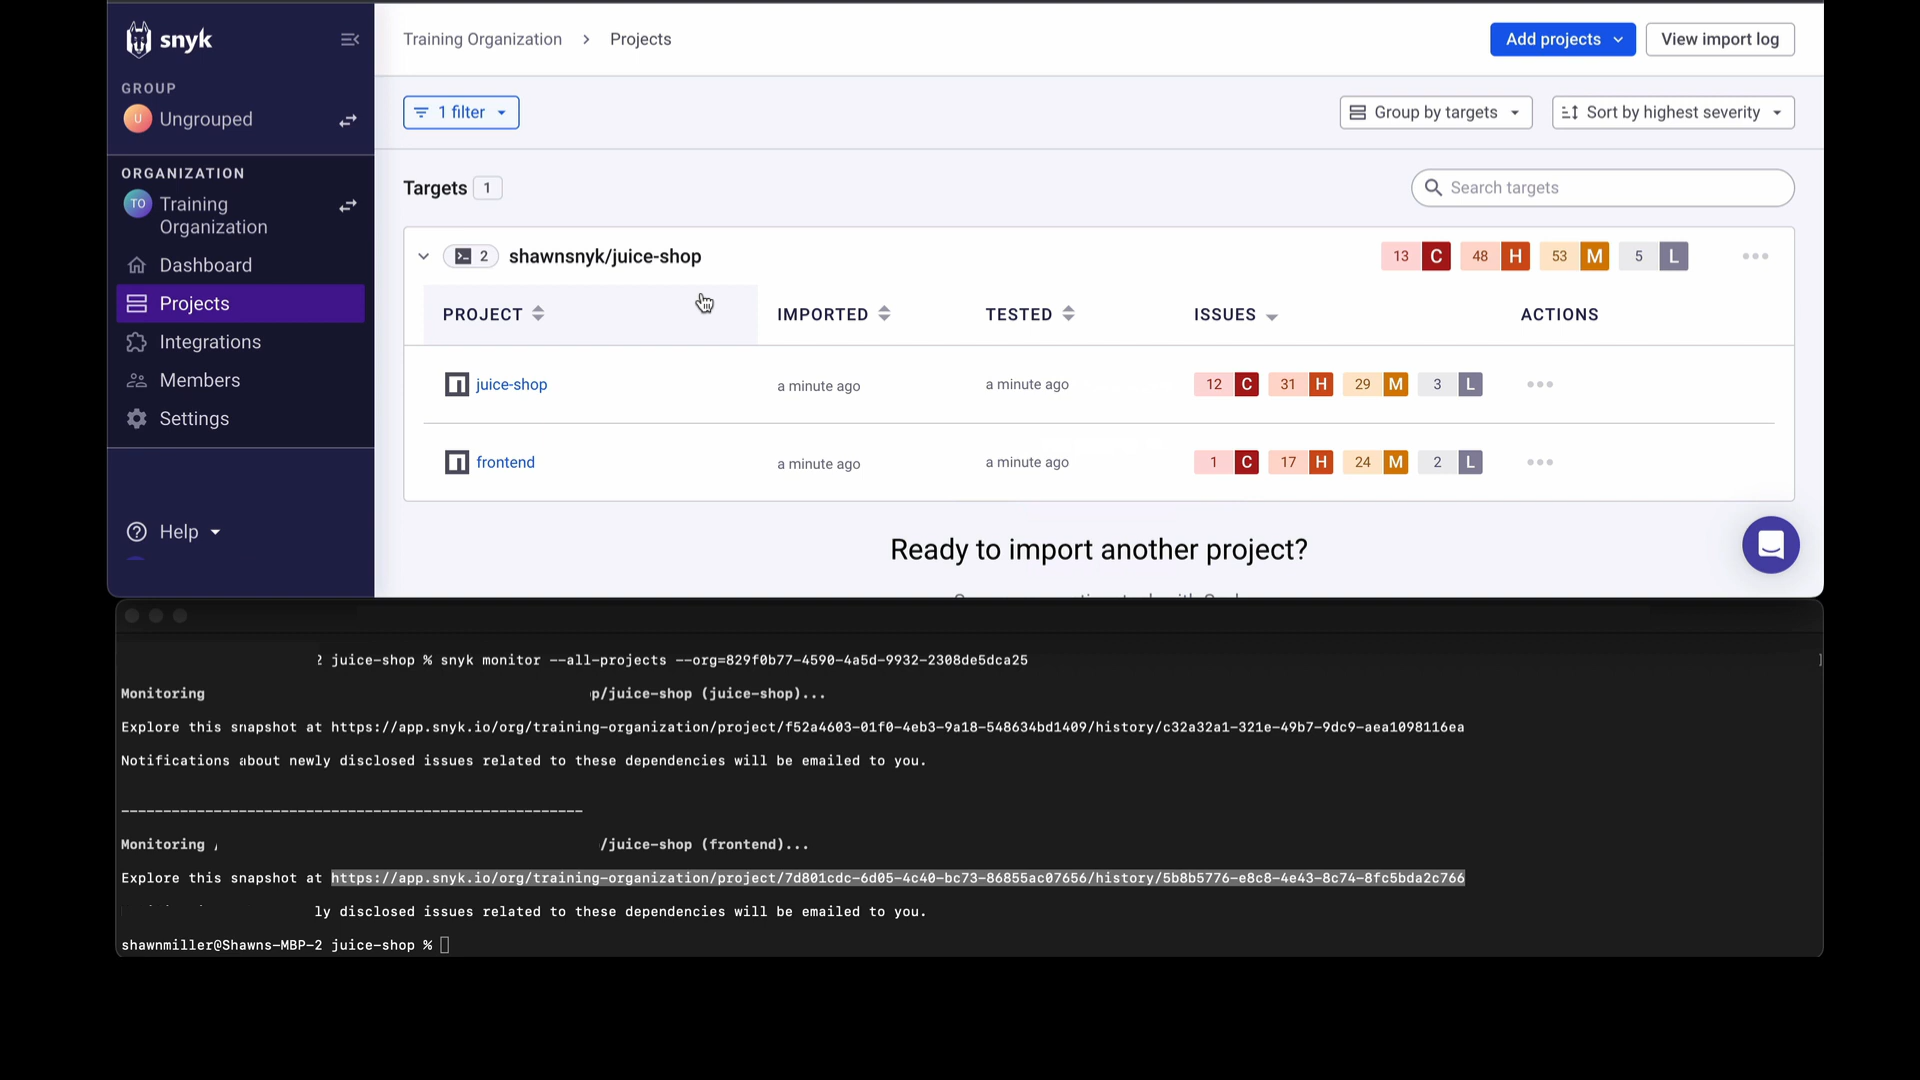 snyk
GROUP
U Ungrouped
ORGANIZATION
TO Training
Organization
Dashboard
Projects
Integrations
Members
Settings
Help
Training Organization > Projects
Add projects
View import log
1 filter
Group by targets
Sort by highest severity
Targets 1
Search targets
2 shawnsnyk/juice-shop 13 C 48 H 53 M 5 L
PROJECT IMPORTED TESTED ISSUES ACTIONS
juice-shop a minute ago a minute ago 12 C 31 H 29 M 3 L
frontend a minute ago a minute ago 1 C 17 H 24 M 2 L
Ready to import another project?
2 juice-shop % snyk monitor --all-projects --org=829f0b77-4590-4a5d-9932-2308de5dca25
Monitoring p/juice-shop (juice-shop)...
Explore this snapshot at https://app.snyk.io/org/training-organization/project/f52a4603-01f0-4eb3-9a18-548634bd1409/history/c32a32a1-321e-49b7-9dc9-aea1098116ea
Notifications about newly disclosed issues related to these dependencies will be emailed to you.
-------------------------------------------------------
Monitoring /juice-shop (frontend)...
Explore this snapshot at https://app.snyk.io/org/training-organization/project/7d801cdc-6d05-4c40-bc73-86855ac07656/history/5b8b5776-e8c8-4e43-8c74-8fc5bda2c766
ly disclosed issues related to these dependencies will be emailed to you.
shawnmiller@Shawns-MBP-2 juice-shop %